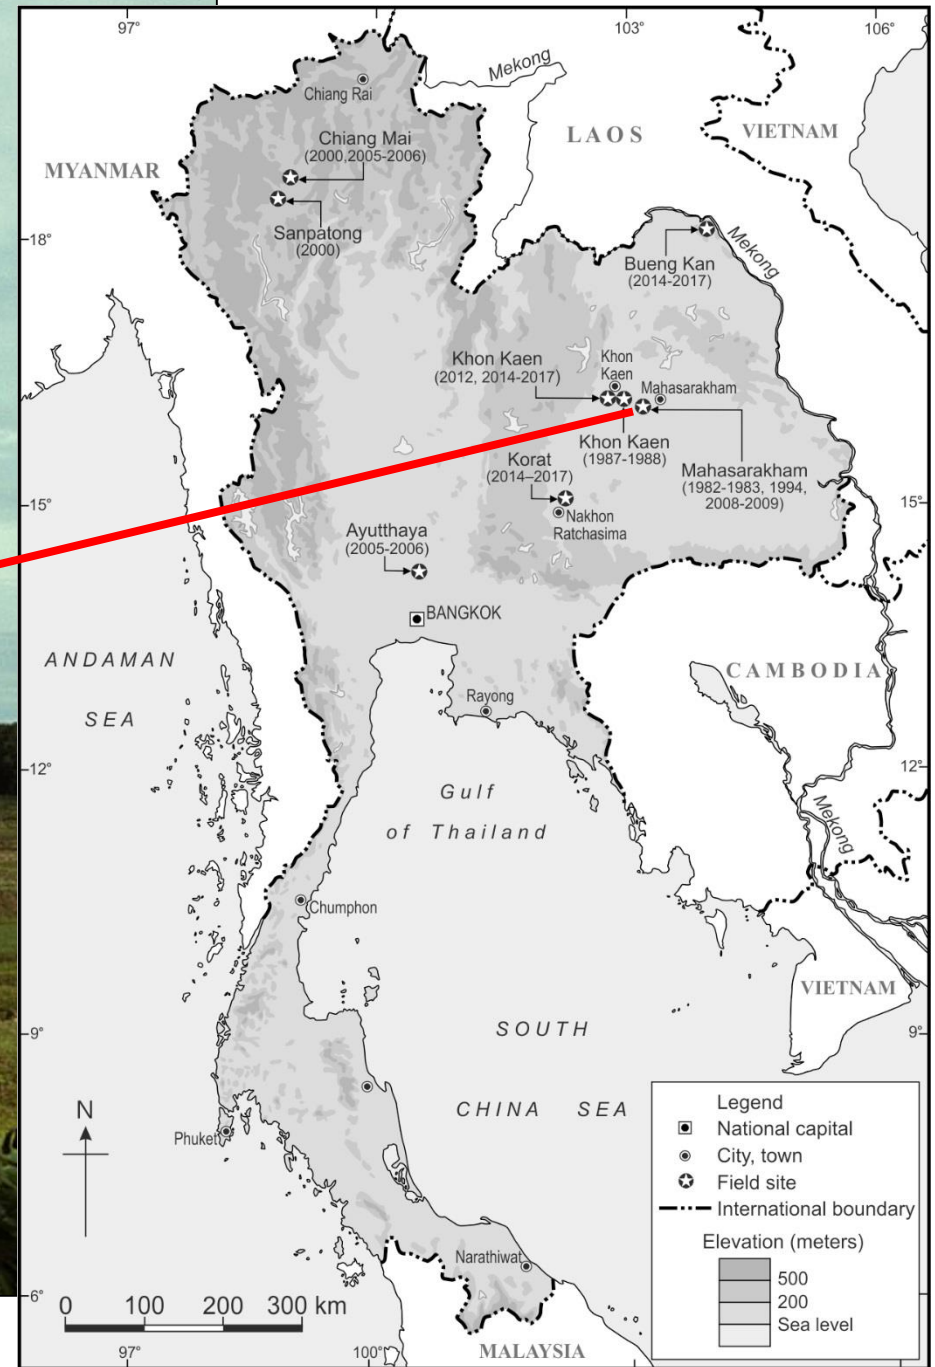 97°
103°
106°
Mekong
Chiang Rai
LAOS
VIETNAM
Chiang Mai
(2000,2005-2006)
MYANMAR
Sanpatong
(2000)
18°
Mekong
Bueng Kan
(2014-2017)
Khon Kaen
(2012, 2014-2017)
Khon
Kaen
Mahasarakham
Khon Kaen
(1987-1988)
Korat
(2014–2017)
Mahasarakham
(1982-1983, 1994,
2008-2009)
15°
15°
Nakhon
Ratchasima
Ayutthaya
(2005-2006)
BANGKOK
ANDAMAN
SEA
CAMBODIA
Rayong
12°
12°
Gulf
of Thailand
Mekong
Chumphon
VIETNAM
9°
9°
SOUTH
CHINA SEA
N
Phuket
Legend
National capital
City, town
Field site
International boundary
Elevation (meters)
500
200
Sea level
Narathiwat
6°
0 100 200 300 km
97°
100°
103
MALAYSIA